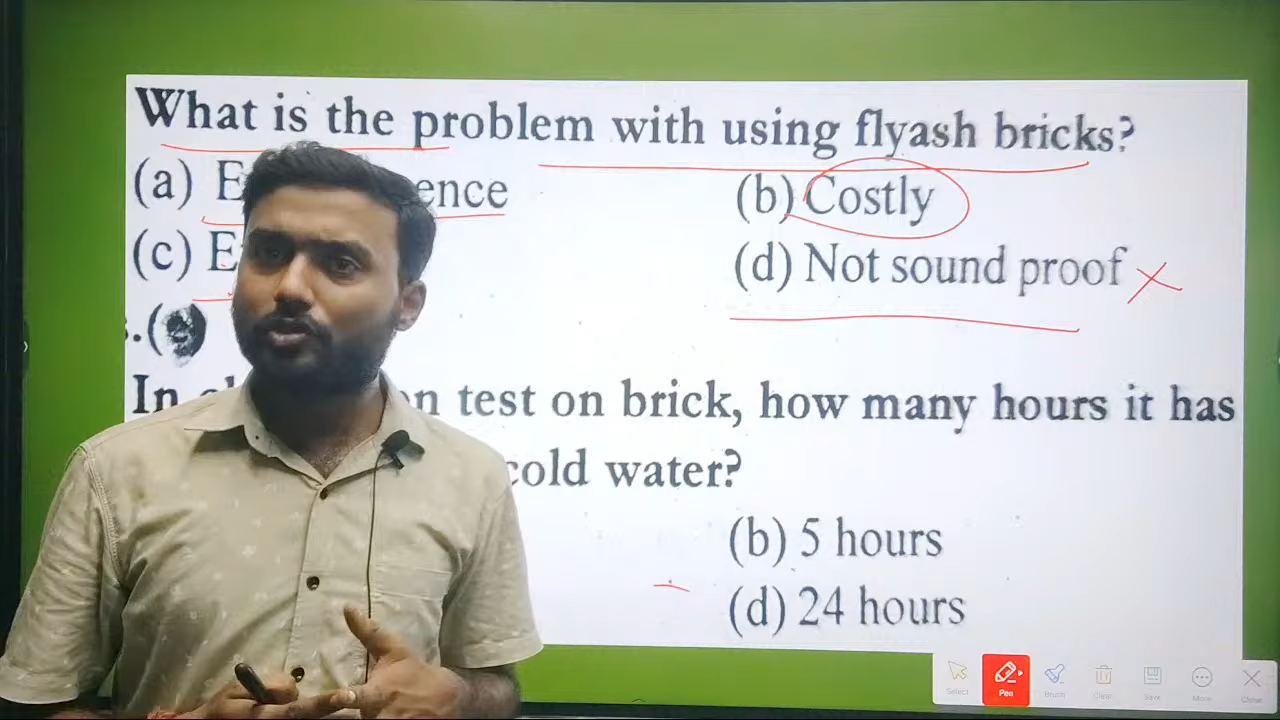 What is the problem with using flyash bricks?
(a) ence (b) Costly
(c) (d) Not sound proof
In test on brick, how many hours it has
cold water?
(b) 5 hours
(d) 24 hours
Select Pen Brush Clear Save More Close